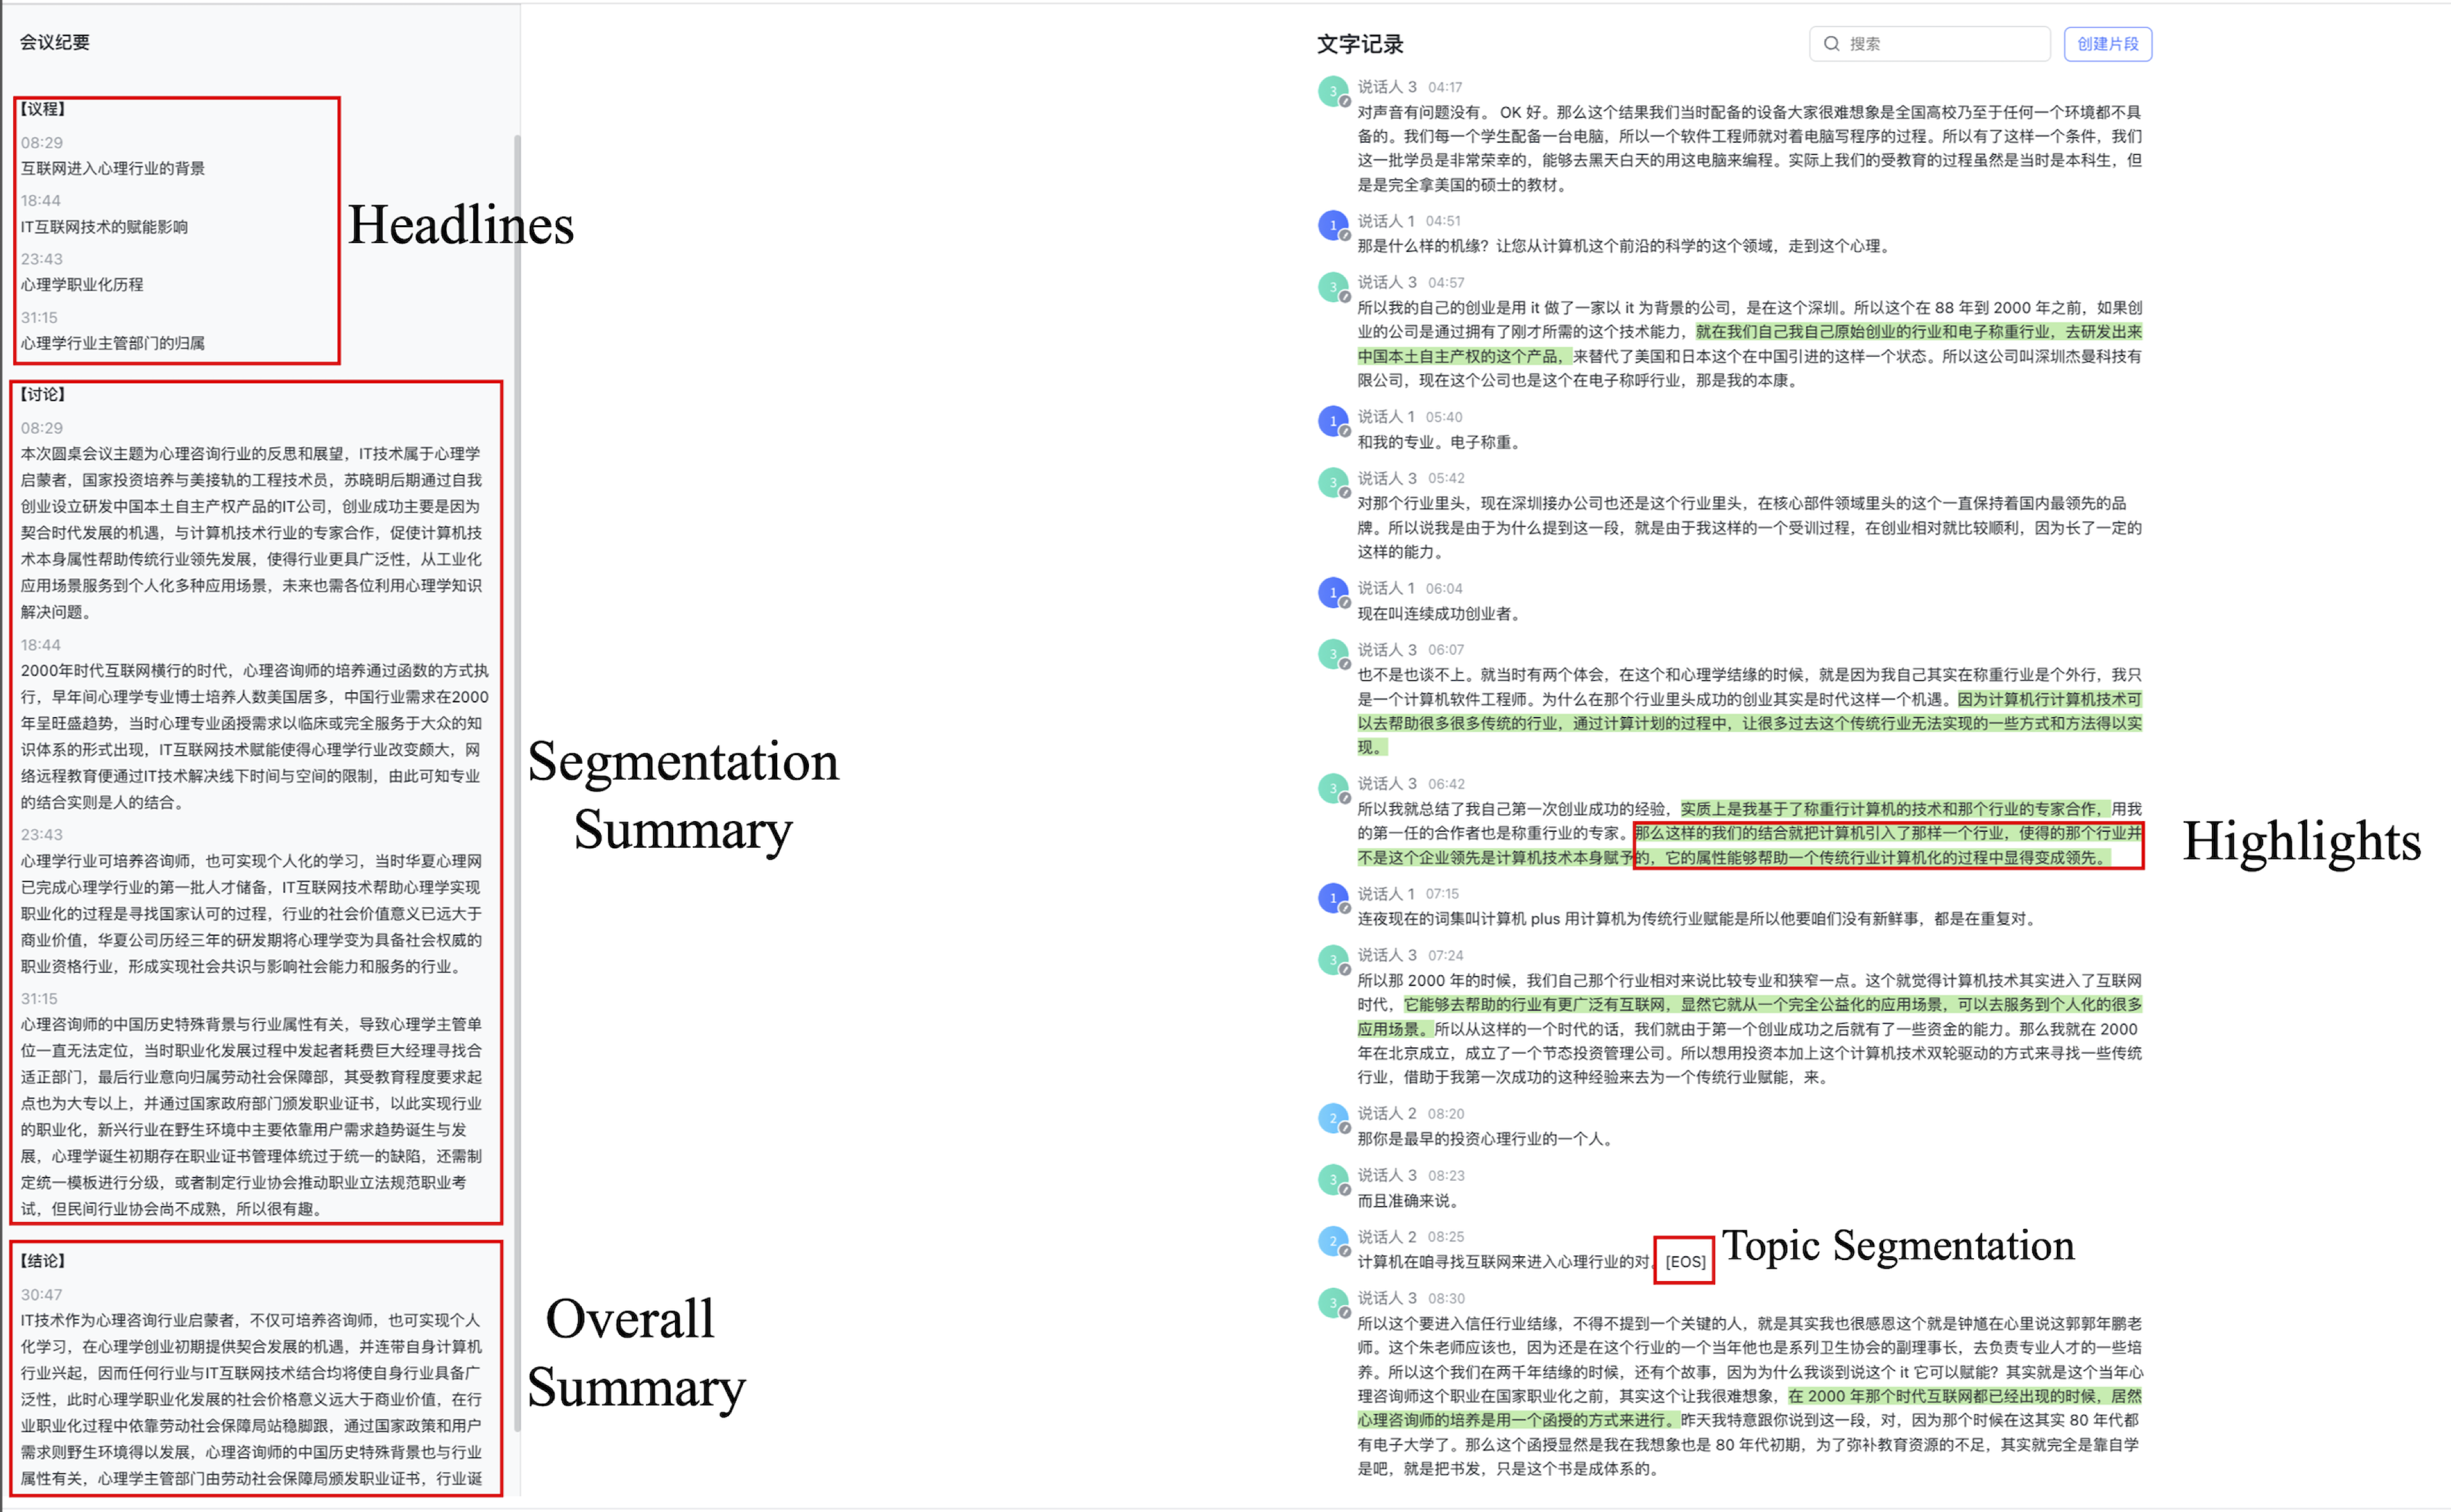 会议纪要
【议程】
08:29
互联网进入心理行业的背景
18:44
IT互联网技术的赋能影响
23:43
心理学职业化历程
31:15
心理学行业主管部门的归属
Headlines
【讨论】
08:29
本次圆桌会议主题为心理咨询行业的反思和展望，IT技术属于心理学
启蒙者，国家投资培养与美接轨的工程技术员，苏晓明后期通过自我
创业设立研发中国本土自主产权产品的IT公司，创业成功主要是因为
契合时代发展的机遇，与计算机技术行业的专家合作，促使计算机技
术本身属性帮助传统行业领先发展，使得行业更具广泛性，从工业化
应用场景服务到个人化多种应用场景，未来也需各位利用心理学知识
解决问题。
18:44
2000年时代互联网横行的时代，心理咨询师的培养通过函数的方式执
行，早年间心理学专业博士培养人数美国居多，中国行业需求在2000
年呈旺盛趋势，当时心理专业函授需求以临床或完全服务于大众的知
识体系的形式出现，IT互联网技术赋能使得心理学行业改变颇大，网
络远程教育便通过IT技术解决线下时间与空间的限制，由此可知专业
的结合实则是人的结合。
23:43
心理学行业可培养咨询师，也可实现个人化的学习，当时华夏心理网
已完成心理学行业的第一批人才储备，IT互联网技术帮助心理学实现
职业化的过程是寻找国家认可的过程，行业的社会价值意义已远大于
商业价值，华夏公司历经三年的研发期将心理学变为具备社会权威的
职业资格行业，形成实现社会共识与影响社会能力和服务的行业。
31:15
心理咨询师的中国历史特殊背景与行业属性有关，导致心理学主管单
位一直无法定位，当时职业化发展过程中发起者耗费巨大经理寻找合
适正部门，最后行业意向归属劳动社会保障部，其受教育程度要求起
点也为大专以上，并通过国家政府部门颁发职业证书，以此实现行业
的职业化，新兴行业在野生环境中主要依靠用户需求趋势诞生与发
展，心理学诞生初期存在职业证书管理体统过于统一的缺陷，还需制
定统一模板进行分级，或者制定行业协会推动职业立法规范职业考
试，但民间行业协会尚不成熟，所以很有趣。
Segmentation
Summary
【结论】
30:47
IT技术作为心理咨询行业启蒙者，不仅可培养咨询师，也可实现个人
化学习，在心理学创业初期提供契合发展的机遇，并连带自身计算机
行业兴起，因而任何行业与IT互联网技术结合均将使自身行业具备广
泛性，此时心理学职业化发展的社会价格意义远大于商业价值，在行
业职业化过程中依靠劳动社会保障局站稳脚跟，通过国家政策和用户
需求则野生环境得以发展，心理咨询师的中国历史特殊背景也与行业
属性有关，心理学主管部门由劳动社会保障局颁发职业证书，行业诞
Overall
Summary
文字记录
搜索
创建片段
3 说话人 3 04:17
对声音有问题没有。 OK 好。那么这个结果我们当时配备的设备大家很难想象是全国高校乃至于任何一个环境都不具
备的。我们每一个学生配备一台电脑，所以一个软件工程师就对着电脑写程序的过程。所以有了这样一个条件，我们
这一批学员是非常荣幸的，能够去黑天白天的用这电脑来编程。实际上我们的受教育的过程虽然是当时是本科生，但
是是完全拿美国的硕士的教材。
1 说话人 1 04:51
那是什么样的机缘？让您从计算机这个前沿的科学的这个领域，走到这个心理。
3 说话人 3 04:57
所以我的自己的创业是用 it 做了一家以 it 为背景的公司，是在这个深圳。所以这个在 88 年到 2000 年之前，如果创
业的公司是通过拥有了刚才所需的这个技术能力，就在我们自己我自己原始创业的行业和电子称重行业，去研发出来
中国本土自主产权的这个产品，来替代了美国和日本这个在中国引进的这样一个状态。所以这公司叫深圳杰曼科技有
限公司，现在这个公司也是这个在电子称呼行业，那是我的本康。
1 说话人 1 05:40
和我的专业。电子称重。
3 说话人 3 05:42
对那个行业里头，现在深圳接办公司也还是这个行业里头，在核心部件领域里头的这个一直保持着国内最领先的品
牌。所以说我是由于为什么提到这一段，就是由于我这样的一个受训过程，在创业相对就比较顺利，因为长了一定的
这样的能力。
1 说话人 1 06:04
现在叫连续成功创业者。
3 说话人 3 06:07
也不是也谈不上。就当时有两个体会，在这个和心理学结缘的时候，就是因为我自己其实在称重行业是个外行，我只
是一个计算机软件工程师。为什么在那个行业里头成功的创业其实是时代这样一个机遇。因为计算机行计算机技术可
以去帮助很多很多传统的行业，通过计算计划的过程中，让很多过去这个传统行业无法实现的一些方式和方法得以实
现。
3 说话人 3 06:42
所以我就总结了我自己第一次创业成功的经验，实质上是我基于了称重行计算机的技术和那个行业的专家合作，用我
的第一任的合作者也是称重行业的专家。那么这样的我们的结合就把计算机引入了那样一个行业，使得的那个行业并
不是这个企业领先是计算机技术本身赋予的，它的属性能够帮助一个传统行业计算机化的过程中显得变成领先。
Highlights
1 说话人 1 07:15
连夜现在的词集叫计算机 plus 用计算机为传统行业赋能是所以他要咱们没有新鲜事，都是在重复对。
3 说话人 3 07:24
所以那 2000 年的时候，我们自己那个行业相对来说比较专业和狭窄一点。这个就觉得计算机技术其实进入了互联网
时代，它能够去帮助的行业有更广泛有互联网，显然它就从一个完全公益化的应用场景，可以去服务到个人化的很多
应用场景。所以从这样的一个时代的话，我们就由于第一个创业成功之后就有了一些资金的能力。那么我就在 2000
年在北京成立，成立了一个节态投资管理公司。所以想用投资本加上这个计算机技术双轮驱动的方式来寻找一些传统
行业，借助于我第一次成功的这种经验来去为一个传统行业赋能，来。
2 说话人 2 08:20
那你是最早的投资心理行业的一个人。
3 说话人 3 08:23
而且准确来说。
2 说话人 2 08:25
计算机在咱寻找互联网来进入心理行业的对. [EOS]
Topic Segmentation
3 说话人 3 08:30
所以这个要进入信任行业结缘，不得不提到一个关键的人，就是其实我也很感恩这个就是钟馗在心里说这郭郭年鹏老
师。这个朱老师应该也，因为还是在这个行业的一个当年他也是系列卫生协会的副理事长，去负责专业人才的一些培
养。所以这个我们在两千年结缘的时候，还有个故事，因为为什么我谈到说这个 it 它可以赋能？其实就是这个当年心
理咨询师这个职业在国家职业化之前，其实这个让我很难想象，在 2000 年那个时代互联网都已经出现的时候，居然
心理咨询师的培养是用一个函授的方式来进行。昨天我特意跟你说到这一段，对，因为那个时候在这其实 80 年代都
有电子大学了。那么这个函授显然是我在我想象也是 80 年代初期，为了弥补教育资源的不足，其实就完全是靠自学
是吧，就是把书发，只是这个书是成体系的。